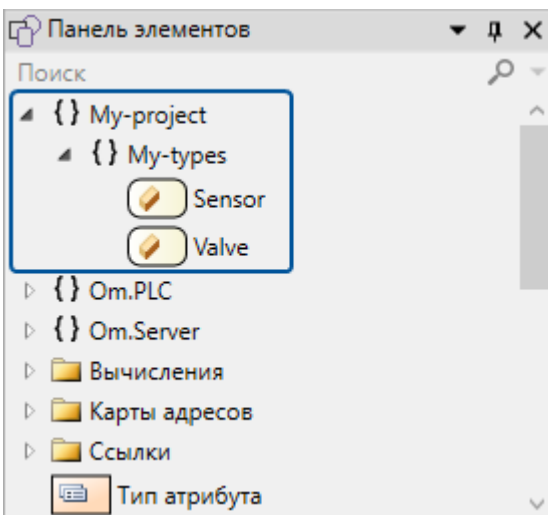 Панель элементов
Поиск
{} My-project
{} My-types
Sensor
Valve
{} Om.PLC
{} Om.Server
Вычисления
Карты адресов
Ссылки
Тип атрибута